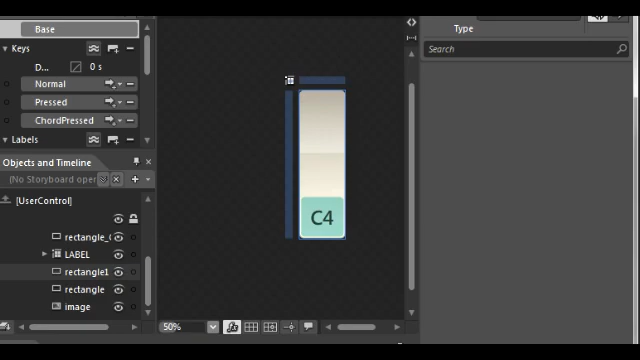 Base
Type
Keys
Search
D... 0 s
Normal
Pressed
ChordPressed
Labels
Objects and Timeline
(No Storyboard open
[UserControl]
rectangle_
LABEL
C4
rectangle1
rectangle
image
50%